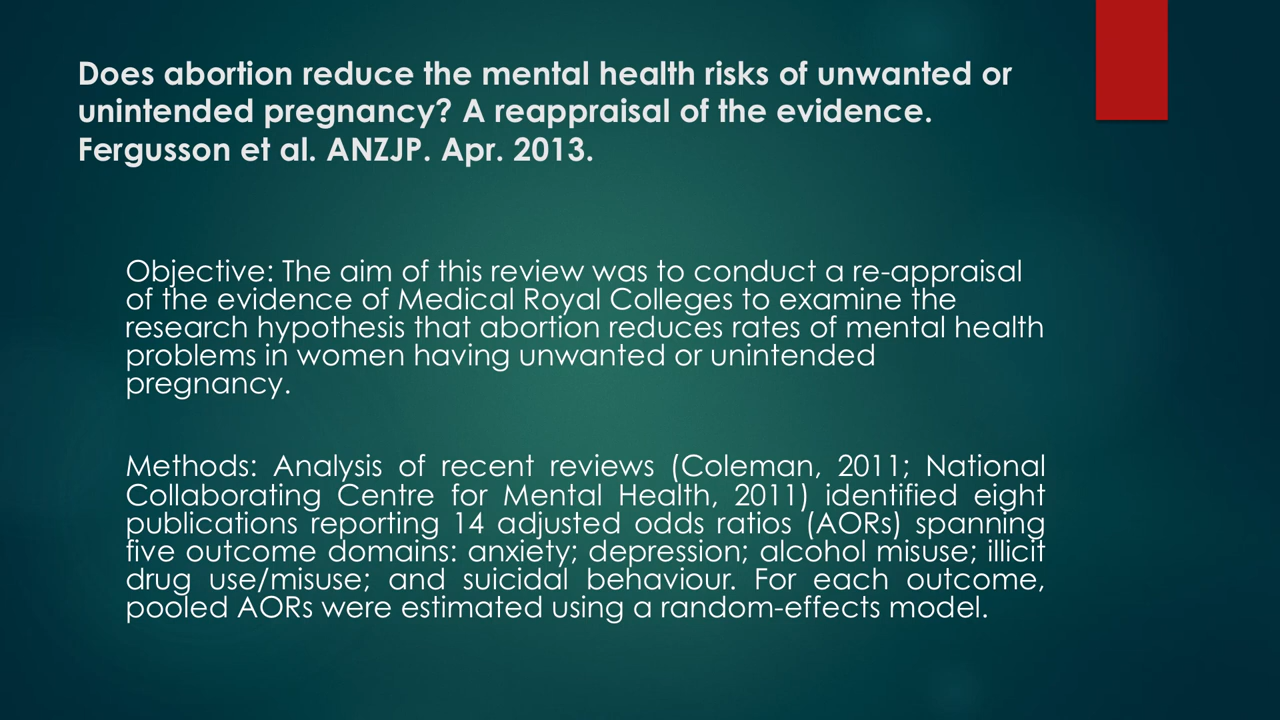 Does abortion reduce the mental health risks of unwanted or
unintended pregnancy? A reappraisal of the evidence.
Fergusson et al. ANZJP. Apr. 2013.
Objective: The aim of this review was to conduct a re-appraisal
of the evidence of Medical Royal Colleges to examine the
research hypothesis that abortion reduces rates of mental health
problems in women having unwanted or unintended
pregnancy.
Methods: Analysis of recent reviews (Coleman, 2011; National
Collaborating Centre for Mental Health, 2011) identified eight
publications reporting 14 adjusted odds ratios (AORs) spanning
five outcome domains: anxiety; depression; alcohol misuse; illicit
drug use/misuse; and suicidal behaviour. For each outcome,
pooled AORs were estimated using a random-effects model.